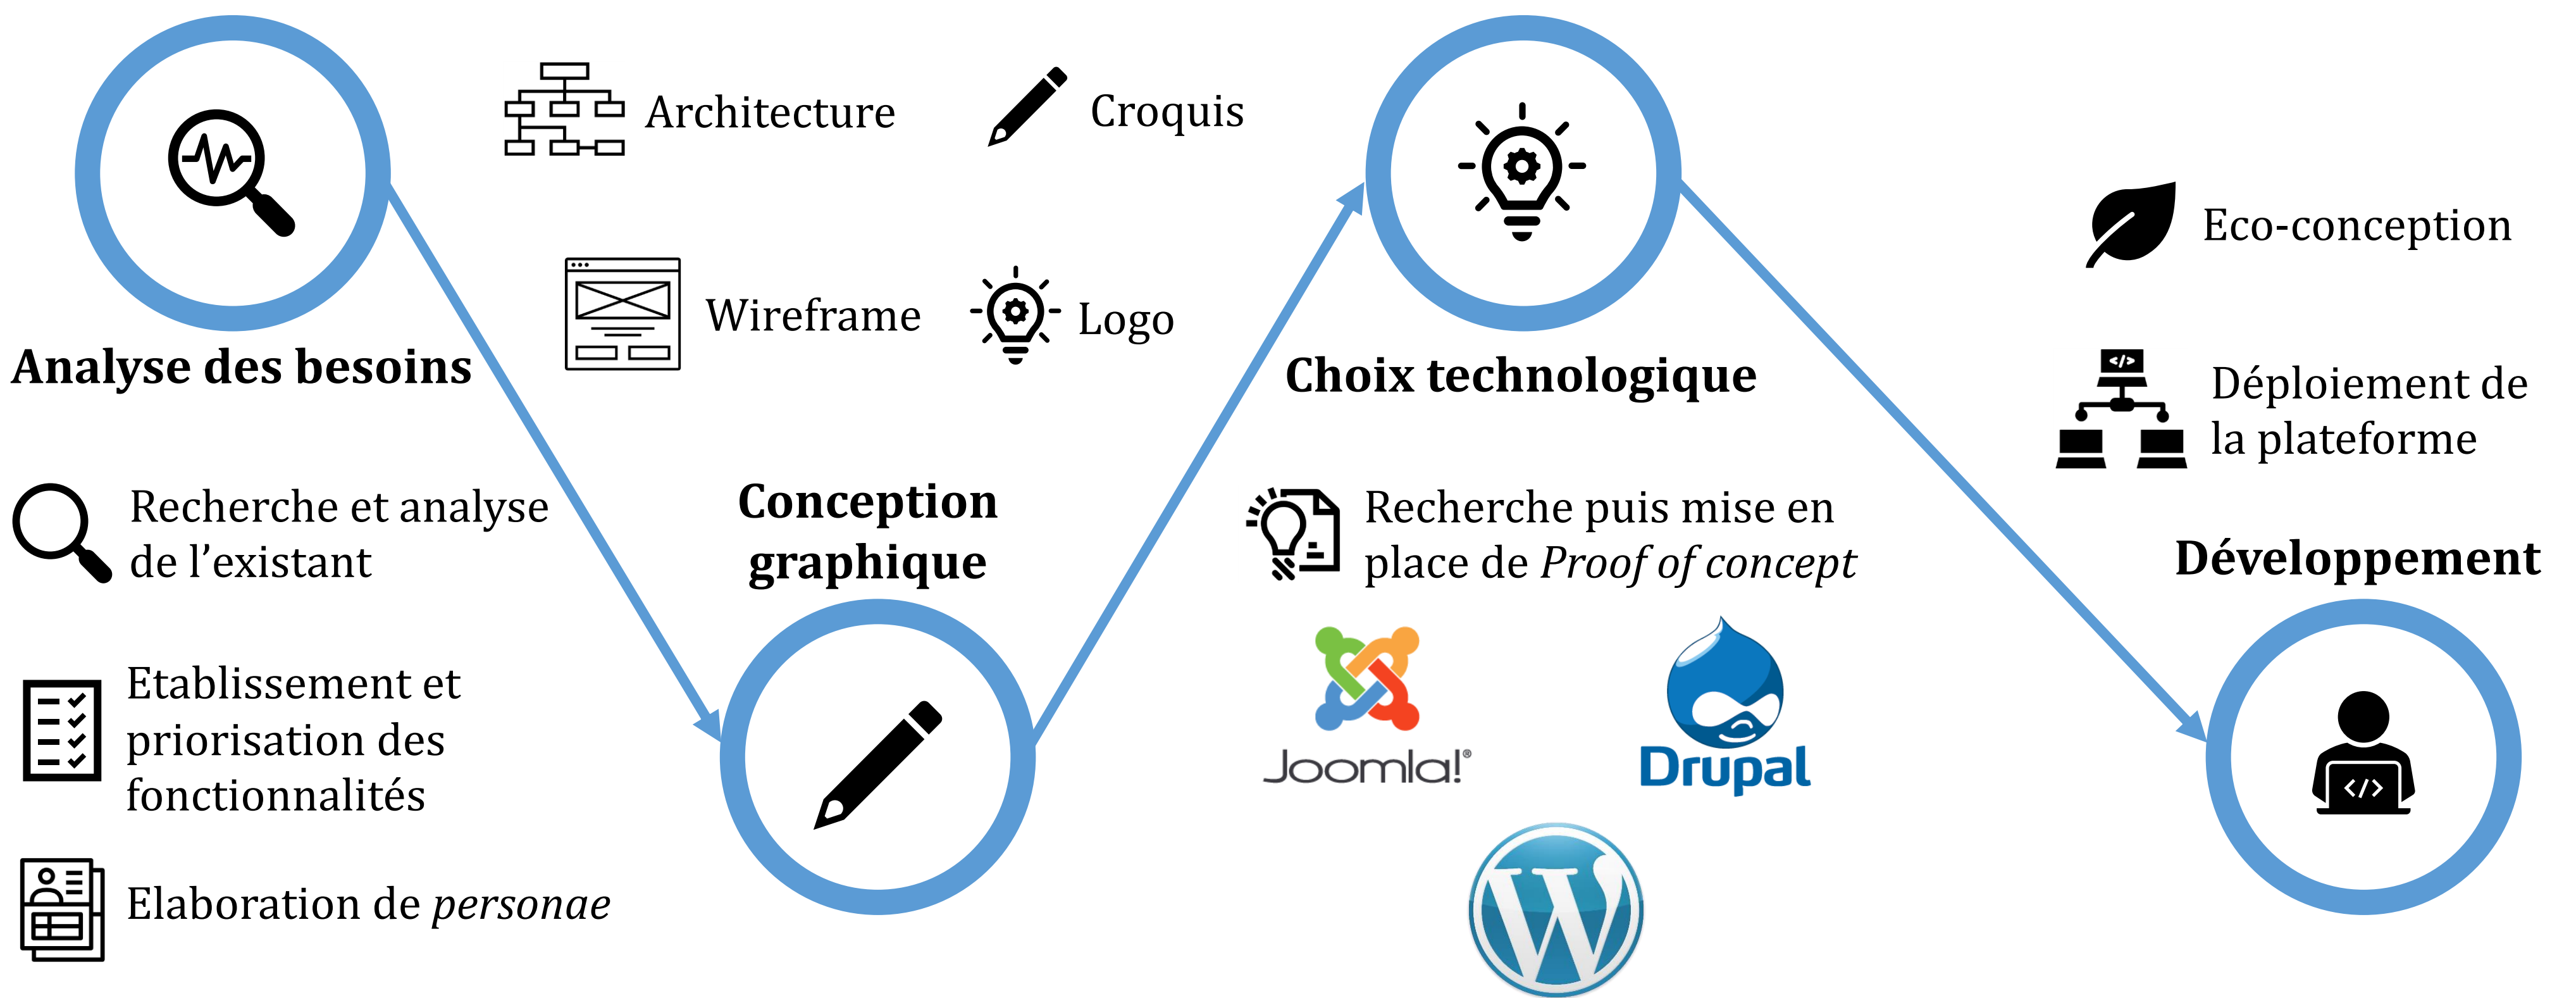 Analyse des besoins
Recherche et analyse
de l’existant
Etablissement et
priorisation des
fonctionnalités
Elaboration de personae
Architecture
Croquis
Wireframe
Logo
Conception
graphique
Choix technologique
Recherche puis mise en
place de Proof of concept
Joomla!®
Drupal
W
Eco-conception
</>
Déploiement de
la plateforme
Développement
</>